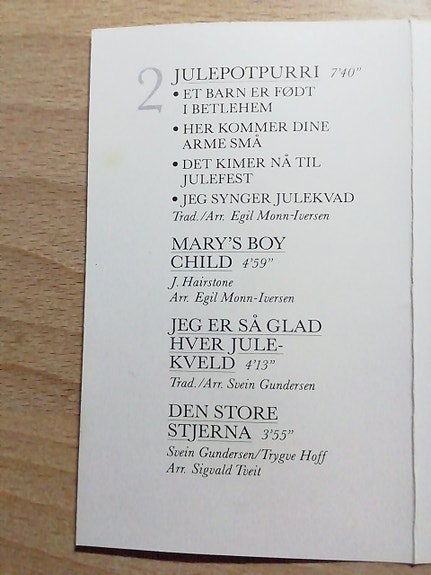 2 JULEPOTPURRI 7'40"
• ET BARN ER FØDT
I BETLEHEM
• HER KOMMER DINE
ARME SMÅ
• DET KIMER NÅ TIL
JULEFEST
• JEG SYNGER JULEKVAD
Trad./Arr. Egil Monn-Iversen
MARY'S BOY
CHILD 4'59"
J. Hairstone
Arr. Egil Monn-Iversen
JEG ER SÅ GLAD
HVER JULE-
KVELD 4'13"
Trad./Arr. Svein Gundersen
DEN STORE
STJERNA 3'55"
Svein Gundersen/Trygve Hoff
Arr. Sigvald Tveit